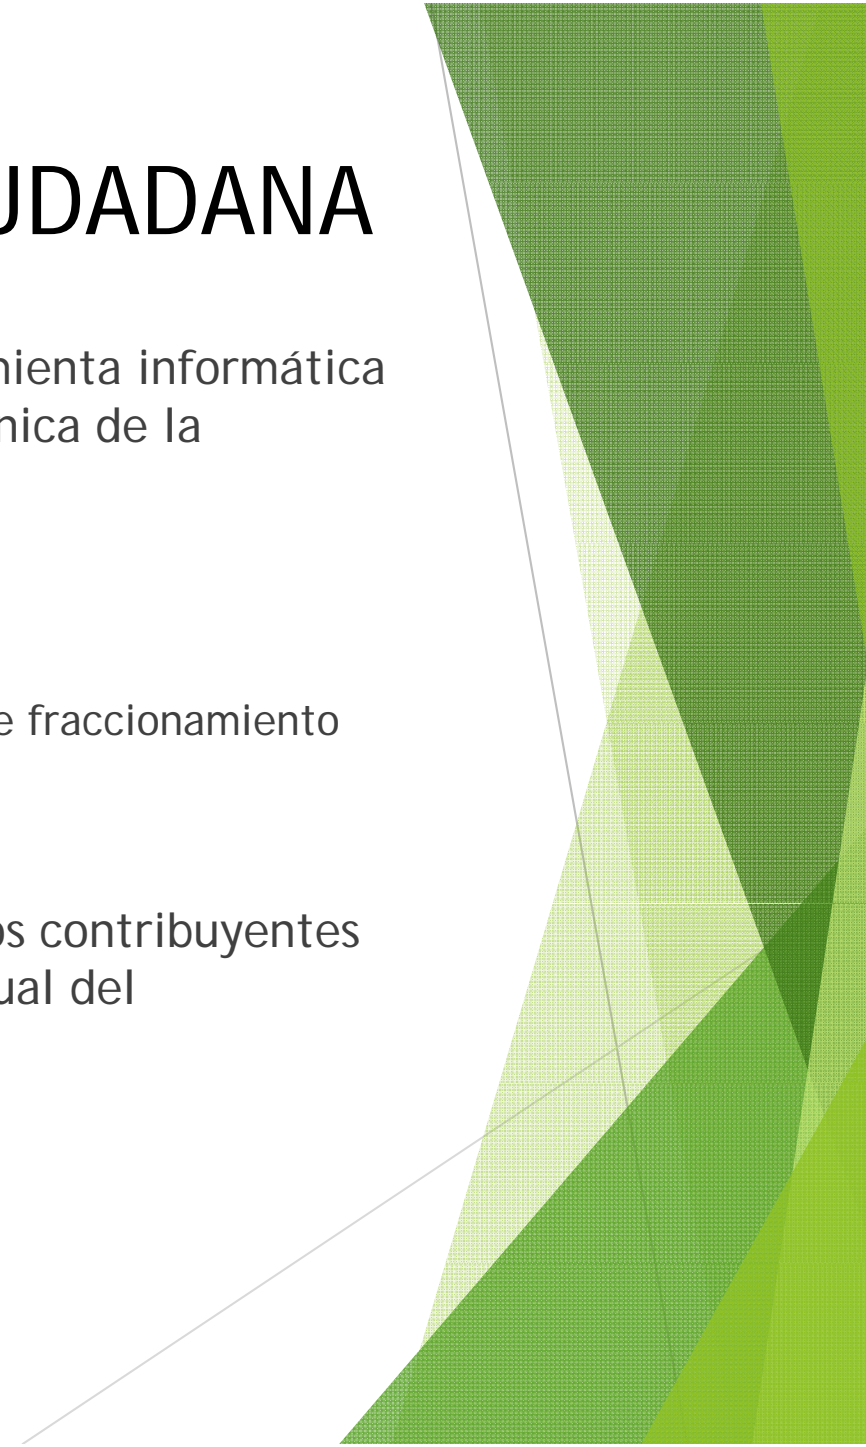 UDADANA
mienta informática
nica de la
e fraccionamiento
os contribuyentes
ual del